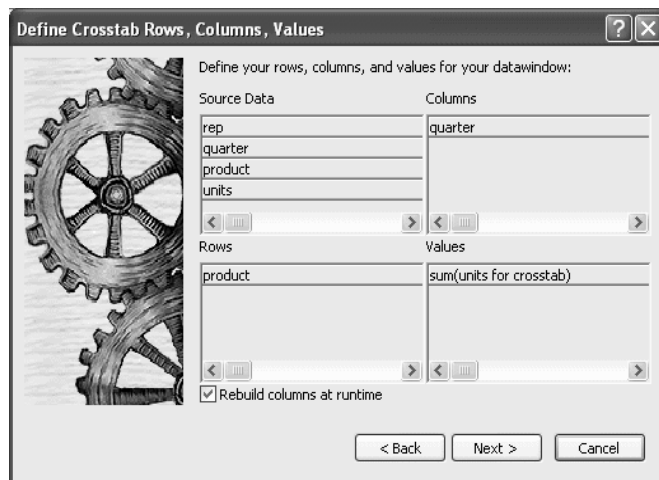 Define Crosstab Rows, Columns, Values
Define your rows, columns, and values for your datawindow:
Source Data
Columns
rep
quarter
product
units
quarter
Rows
Values
product
sum(units for crosstab)
Rebuild columns at runtime
< Back
Next >
Cancel